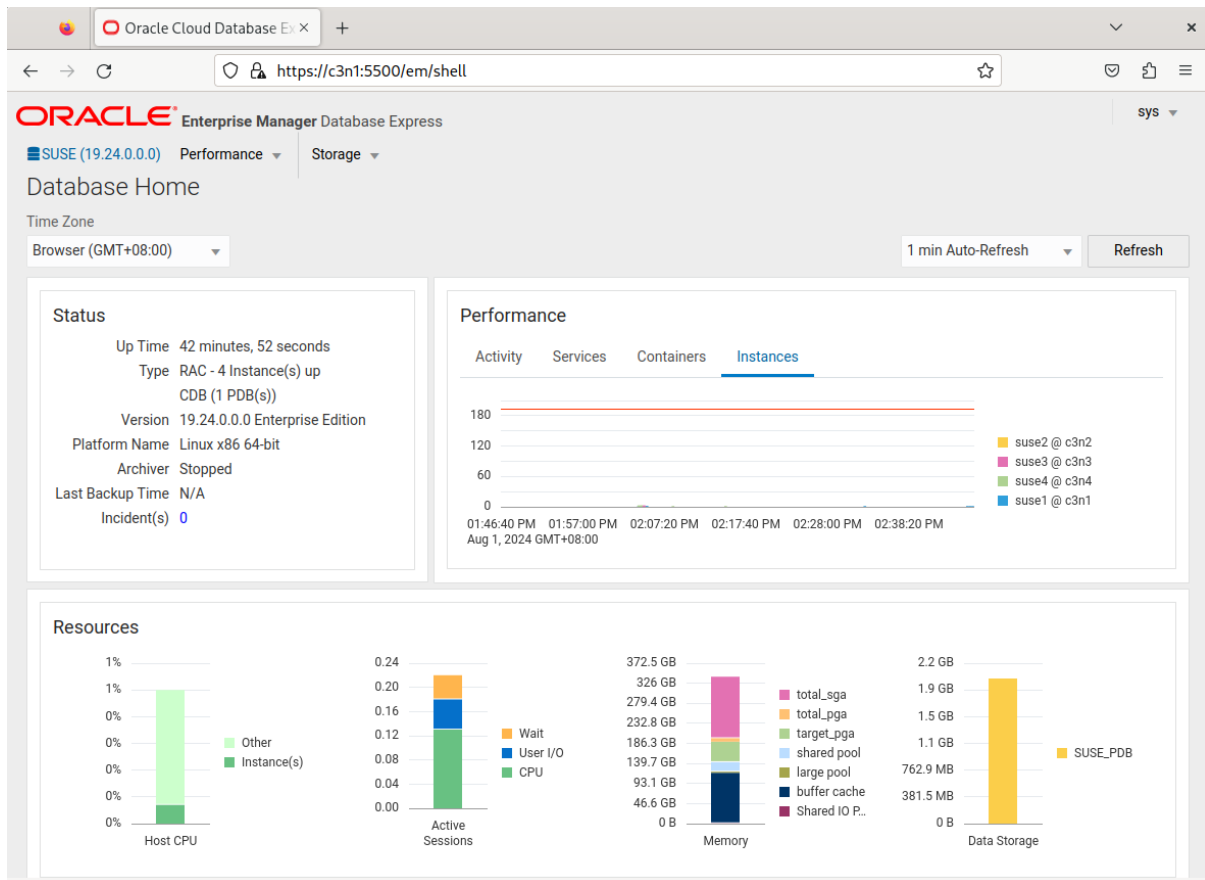 Oracle Cloud Database Ex
https://c3n1:5500/em/shell
ORACLE Enterprise Manager Database Express
sys
SUSE (19.24.0.0.0) Performance Storage
Database Home
Time Zone
Browser (GMT+08:00)
1 min Auto-Refresh
Refresh
Status
Up Time 42 minutes, 52 seconds
Type RAC - 4 Instance(s) up
CDB (1 PDB(s))
Version 19.24.0.0.0 Enterprise Edition
Platform Name Linux x86 64-bit
Archiver Stopped
Last Backup Time N/A
Incident(s) 0
Performance
Activity Services Containers Instances
180
120
60
0
01:46:40 PM 01:57:00 PM 02:07:20 PM 02:17:40 PM 02:28:00 PM 02:38:20 PM
Aug 1, 2024 GMT+08:00
suse2 @ c3n2
suse3 @ c3n3
suse4 @ c3n4
suse1 @ c3n1
Resources
1%
1%
0%
0%
0%
0%
0%
Host CPU
Other
Instance(s)
0.24
0.20
0.16
0.12
0.08
0.04
0.00
Active
Sessions
Wait
User I/O
CPU
372.5 GB
326 GB
279.4 GB
232.8 GB
186.3 GB
139.7 GB
93.1 GB
46.6 GB
0 B
Memory
total_sga
total_pga
target_pga
shared pool
large pool
buffer cache
Shared IO P...
2.2 GB
1.9 GB
1.5 GB
1.1 GB
762.9 MB
381.5 MB
0 B
Data Storage
SUSE_PDB